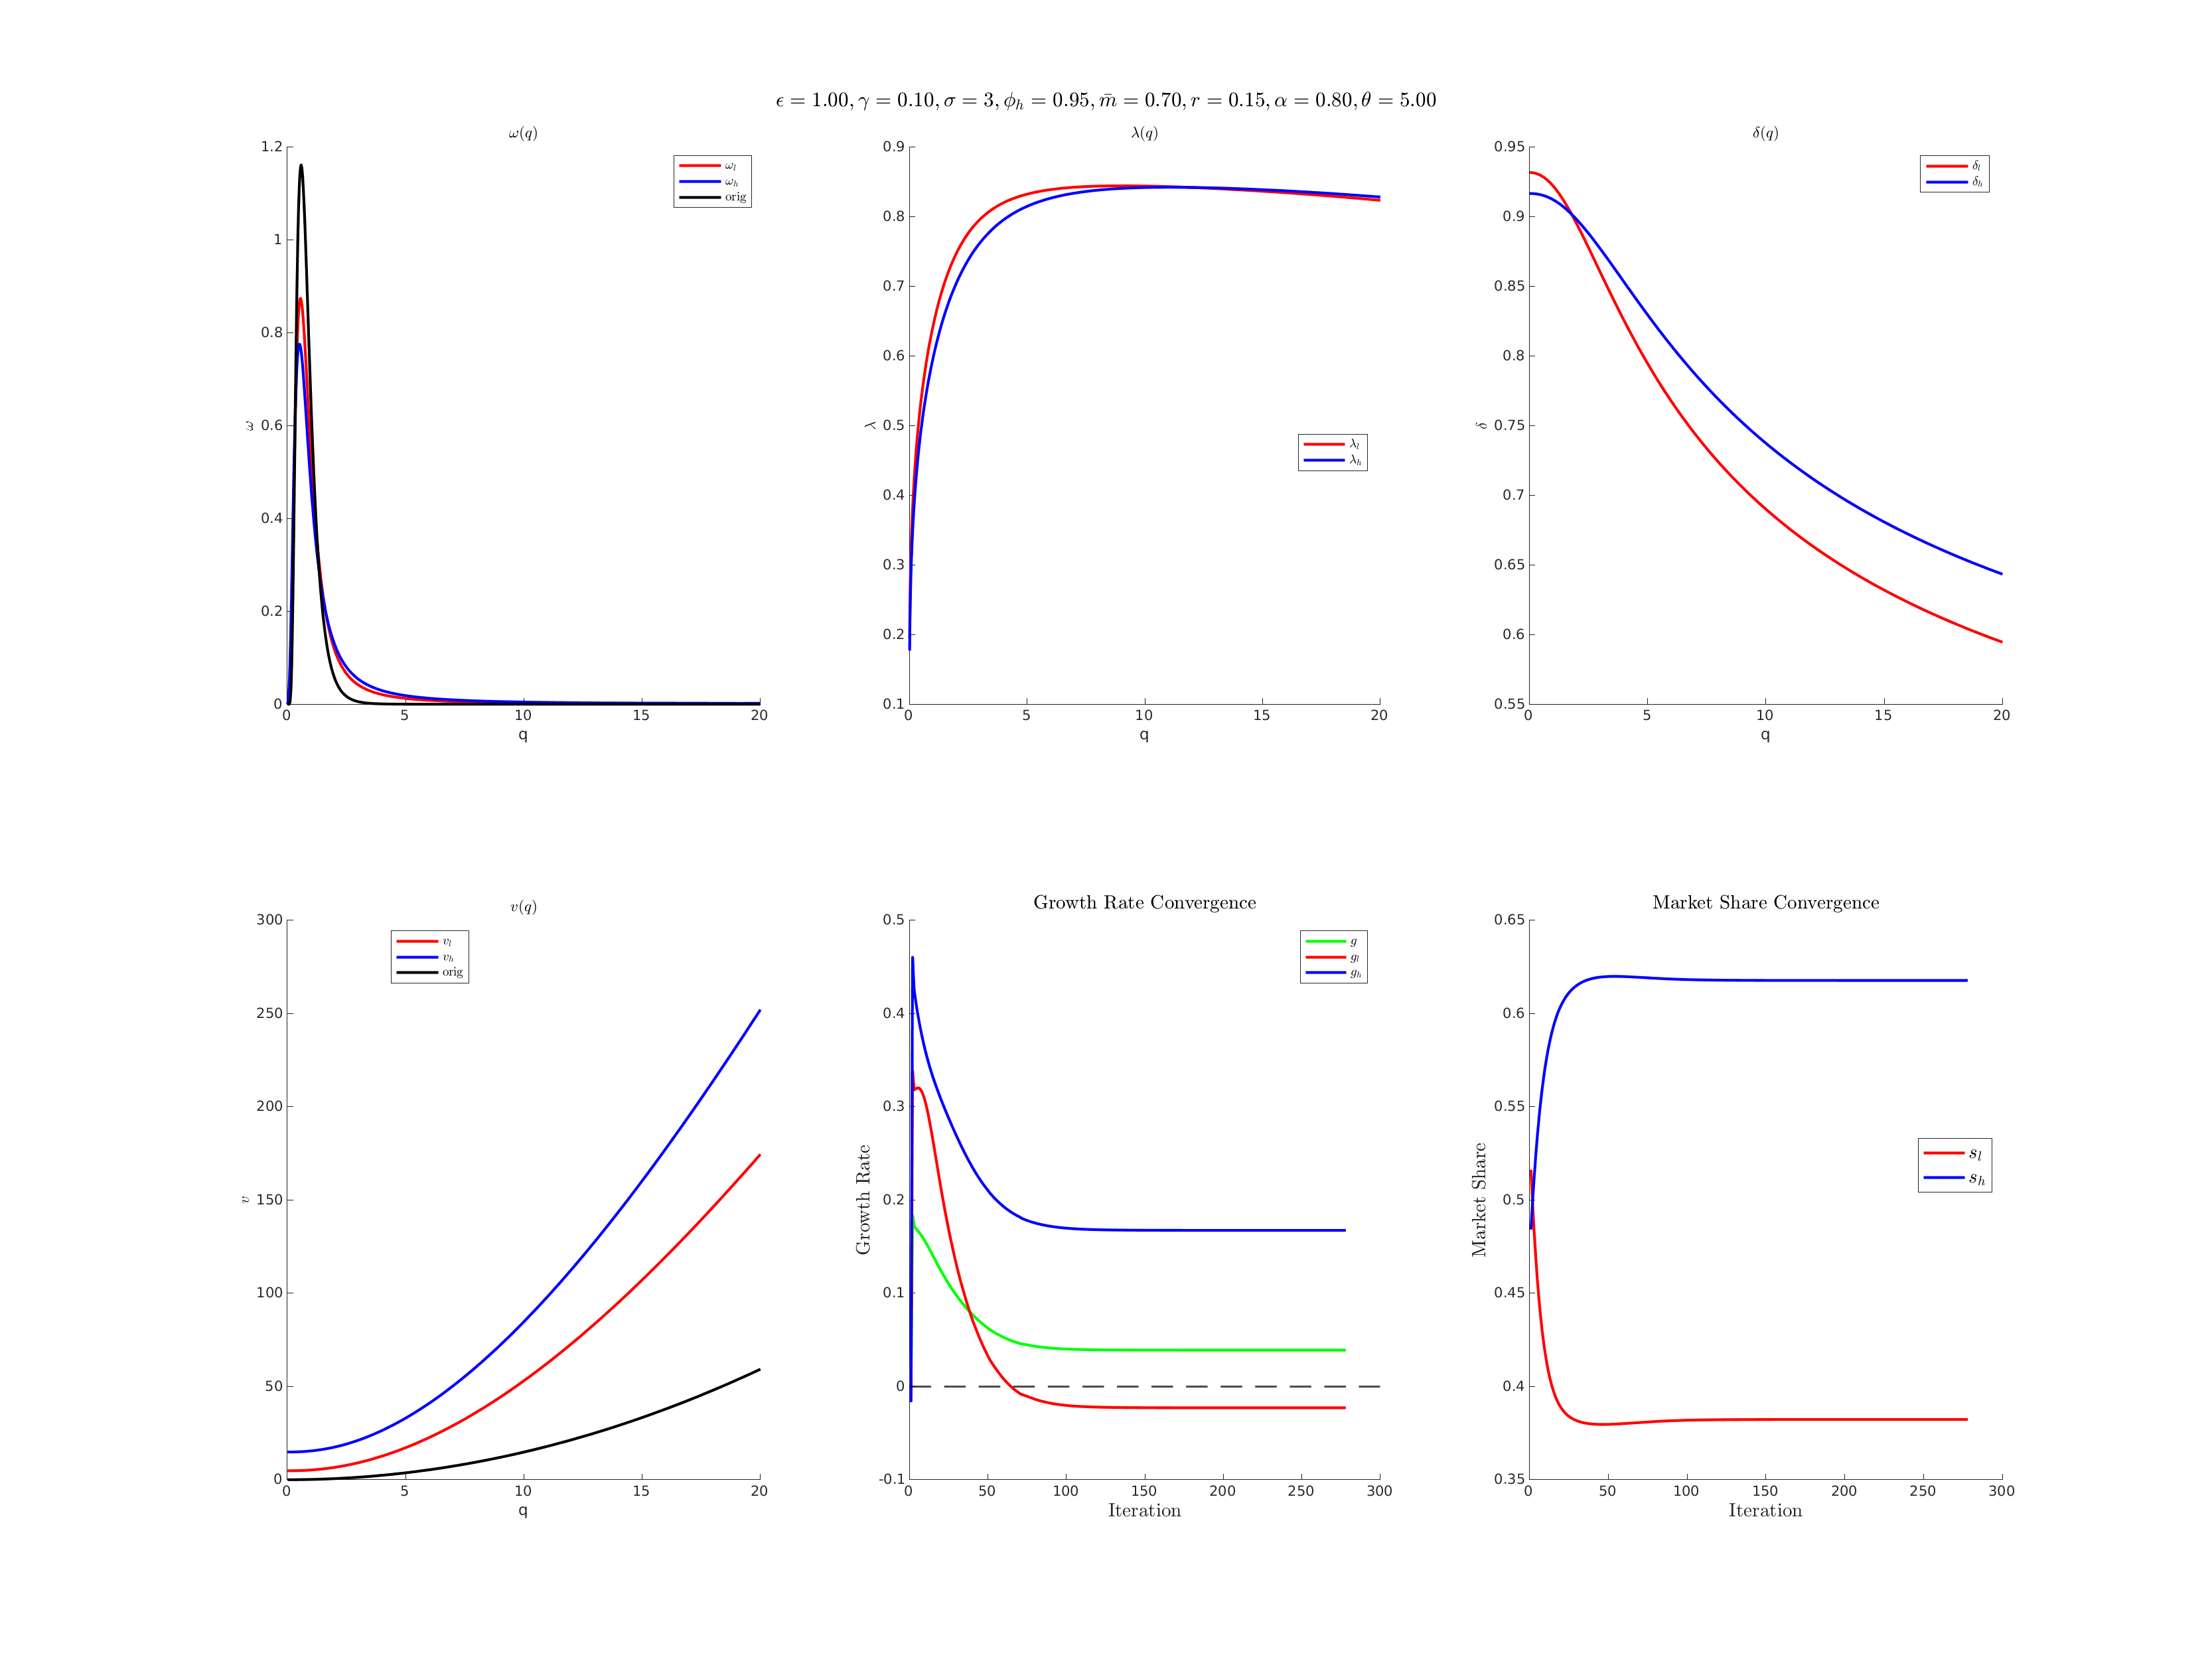 ϵ = 1.00, γ = 0.10, σ = 3, ϕ_h = 0.95, m̄ = 0.70, r = 0.15, α = 0.80, θ = 5.00
ω(q)
1.2
1
0.8
0.6
0.4
0.2
0
ω
0 5 10 15 20
q
ω_l
ω_h
orig
λ(q)
0.9
0.8
0.7
0.6
0.5
0.4
0.3
0.2
0.1
λ
0 5 10 15 20
q
λ_l
λ_h
δ(q)
0.95
0.9
0.85
0.8
0.75
0.7
0.65
0.6
0.55
δ
0 5 10 15 20
q
δ_l
δ_h
v(q)
300
250
200
150
100
50
0
v
0 5 10 15 20
q
v_l
v_h
orig
Growth Rate Convergence
0.5
0.4
0.3
0.2
0.1
0
-0.1
Growth Rate
0 50 100 150 200 250 300
Iteration
g
g_l
g_h
Market Share Convergence
0.65
0.6
0.55
0.5
0.45
0.4
0.35
Market Share
0 50 100 150 200 250 300
Iteration
s_l
s_h